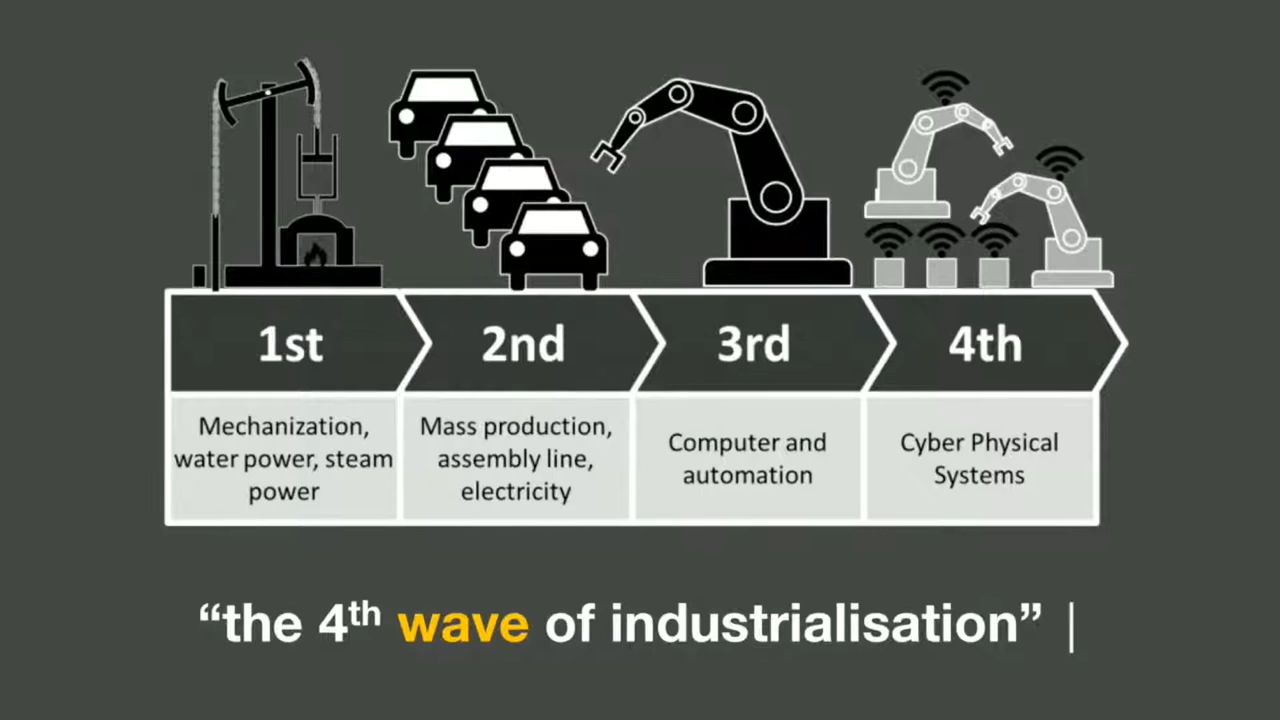 1st
2nd
3rd
4th
Mechanization,
water power, steam
power
Mass production,
assembly line,
electricity
Computer and
automation
Cyber Physical
Systems
“the 4th wave of industrialisation” |